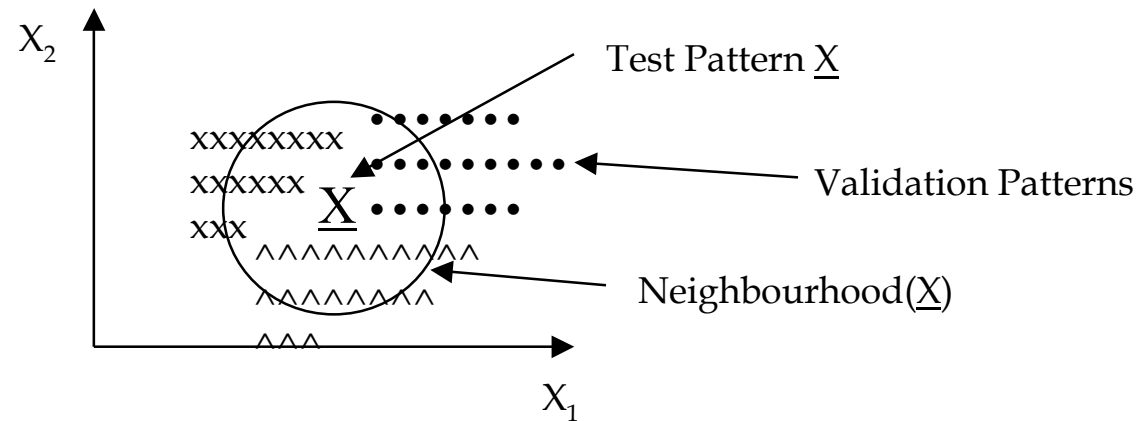 X₂
Test Pattern X
xxxxxxxx •••••••
xxxxxx •••••••••
Validation Patterns
X
xxx •••••••
^^^^^^^^^^
Neighbourhood(X)
^^^^^^^^
^^^
X₁